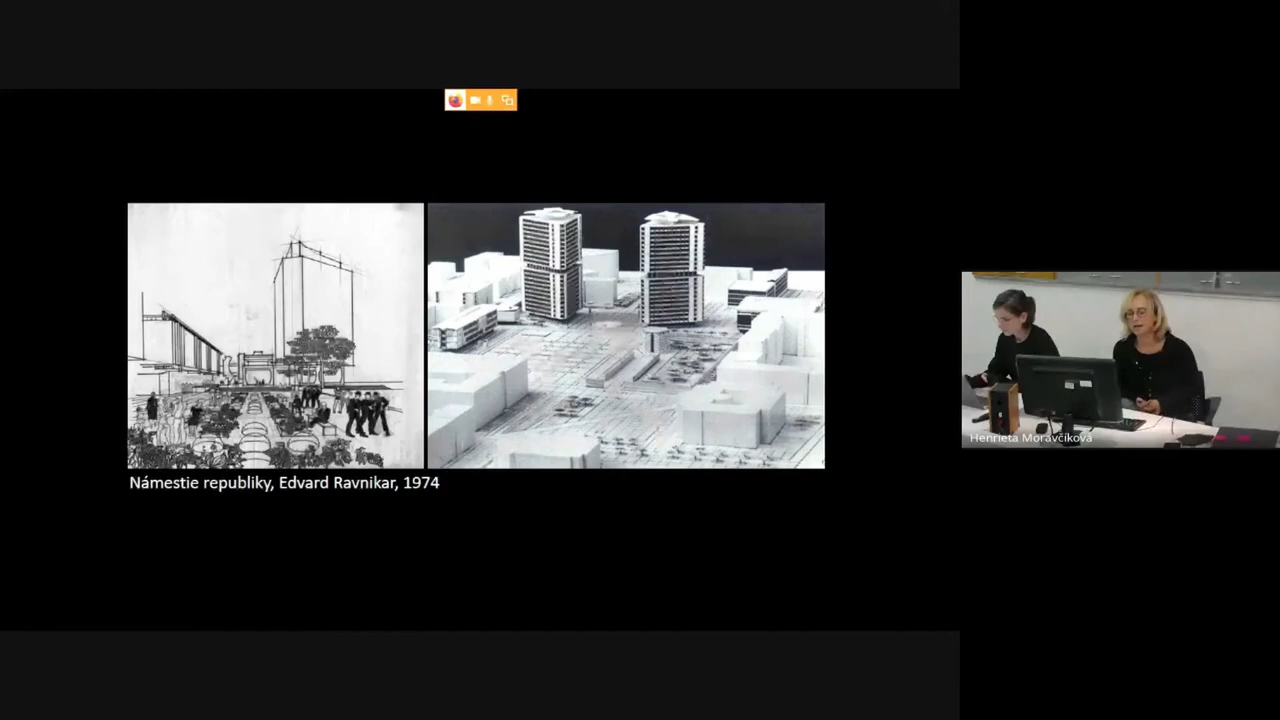 Námestie republiky, Edvard Ravnikar, 1974
Henrieta Moravčíková